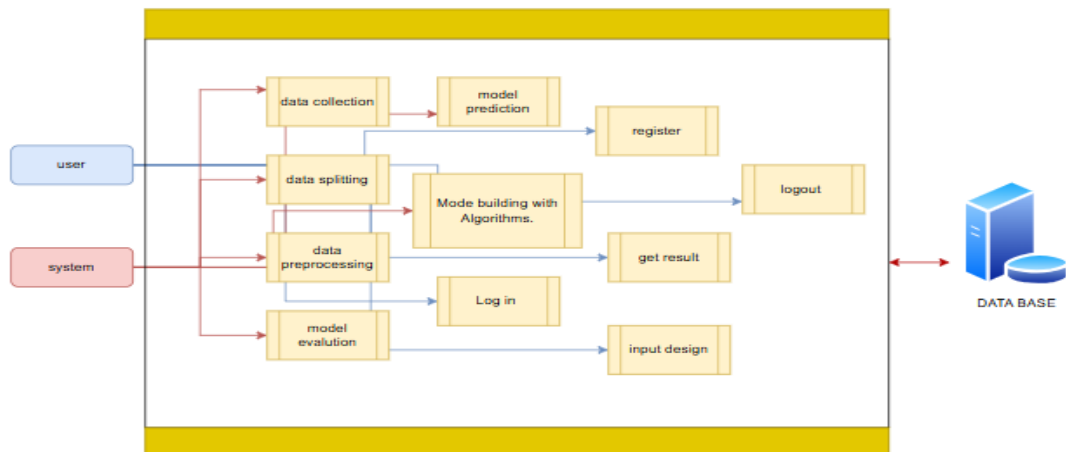 data collection
model
prediction
register
user
data splitting
Mode building with
Algorithms.
logout
system
data
preprocessing
get result
Log in
DATA BASE
model
evalution
input design